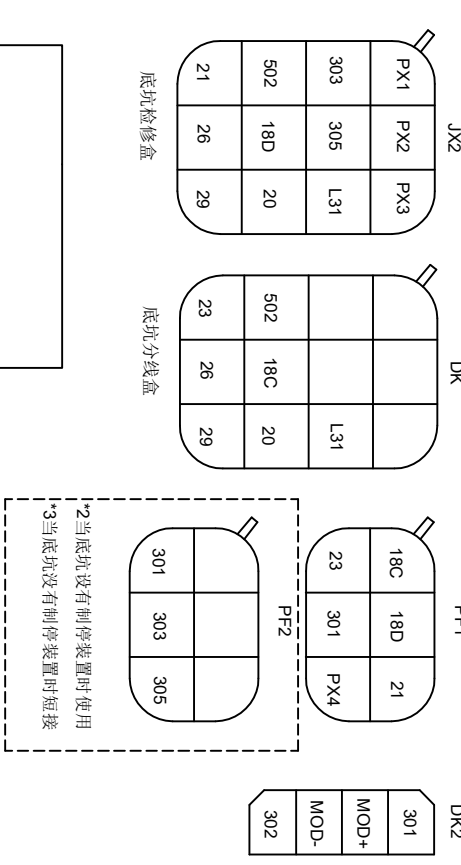 JX2
PX1 PX2 PX3
303 305 L31
502 18D 20
21 26 29
底坑检修盒
DK
L31
502 18C 20
23 26 29
底坑分线盒
PF1
18C 18D 21
23 301 PX4
PF2
301 303 305
*2当底坑设有制停装置时使用
*3当底坑没有制停装置时短接
DK2
301
MOD+
MOD-
302